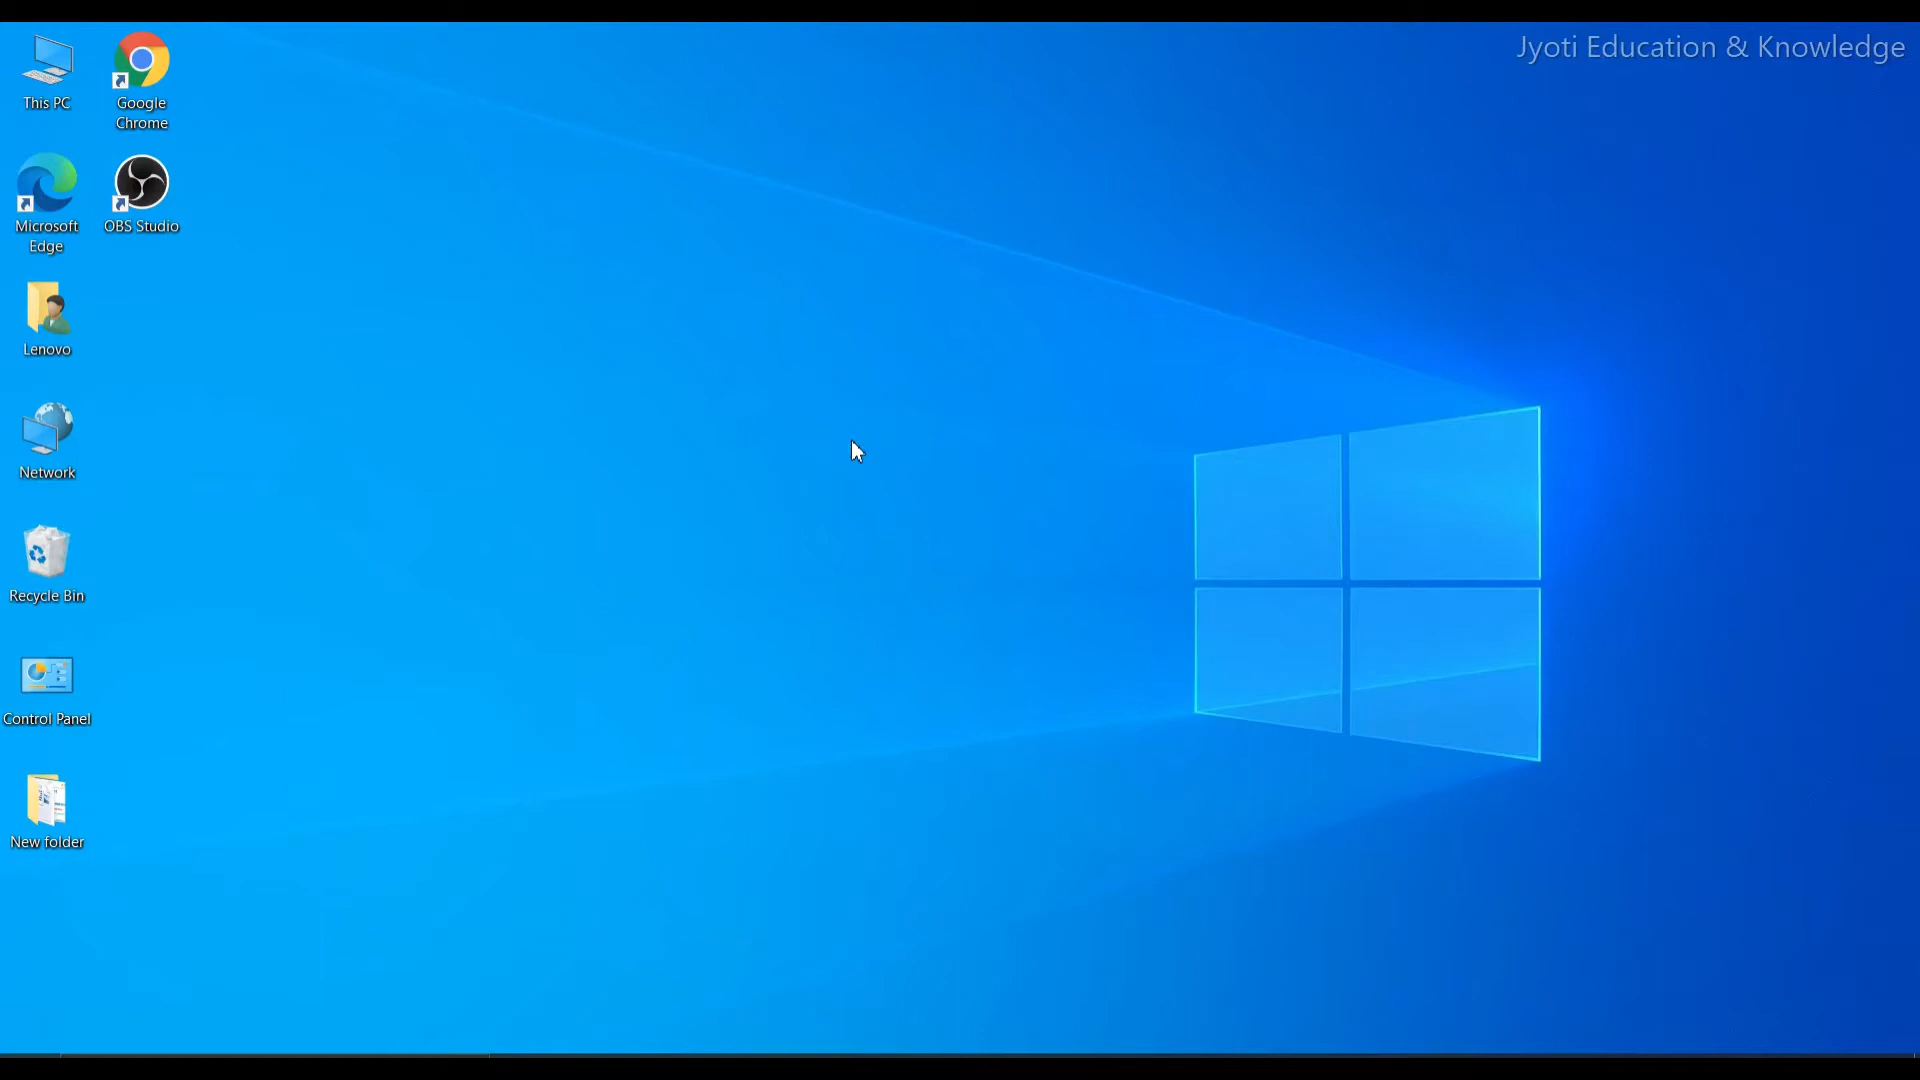 Jyoti Education & Knowledge
This PC
Google
Chrome
Microsoft
Edge
OBS Studio
Lenovo
Network
Recycle Bin
Control Panel
New folder